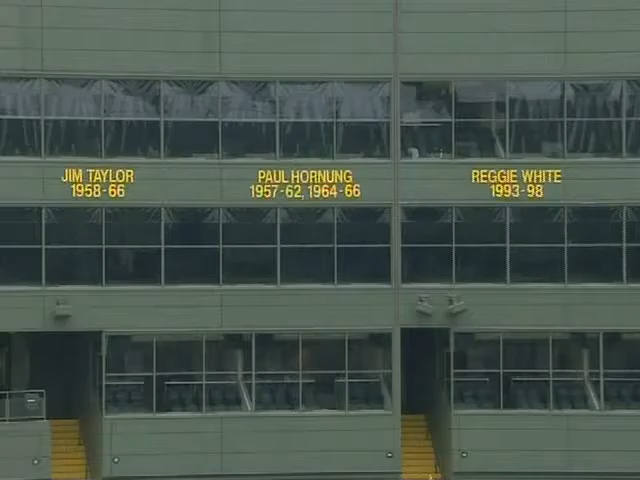 JIM TAYLOR
1958-66
PAUL HORNUNG
1957-62, 1964-66
REGGIE WHITE
1993-98